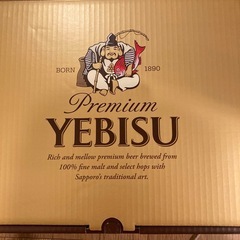 BORN 1890
Premium
YEBISU
Rich and mellow premium beer brewed from
100% fine malt and select hops with
Sapporo's traditional art.